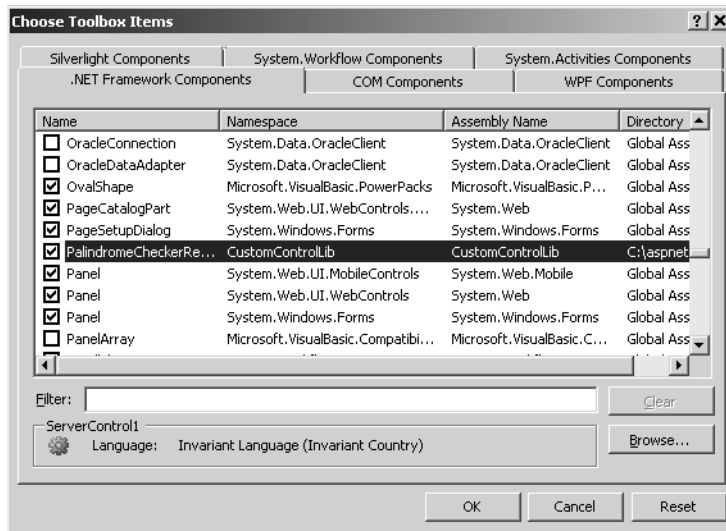 Choose Toolbox Items
Silverlight Components System.Workflow Components System.Activities Components
.NET Framework Components COM Components WPF Components
Name Namespace Assembly Name Directory
OracleConnection System.Data.OracleClient System.Data.OracleClient Global Ass
OracleDataAdapter System.Data.OracleClient System.Data.OracleClient Global Ass
OvalShape Microsoft.VisualBasic.PowerPacks Microsoft.VisualBasic.P... Global Ass
PageCatalogPart System.Web.UI.WebControls.... System.Web Global Ass
PageSetupDialog System.Windows.Forms System.Windows.Forms Global Ass
PalindromeCheckerRe... CustomControlLib CustomControlLib C:\aspnet
Panel System.Web.UI.MobileControls System.Web.Mobile Global Ass
Panel System.Web.UI.WebControls System.Web Global Ass
Panel System.Windows.Forms System.Windows.Forms Global Ass
PanelArray Microsoft.VisualBasic.Compatibi... Microsoft.VisualBasic.C... Global Ass
Filter: Clear
ServerControl1
Language: Invariant Language (Invariant Country) Browse...
OK Cancel Reset